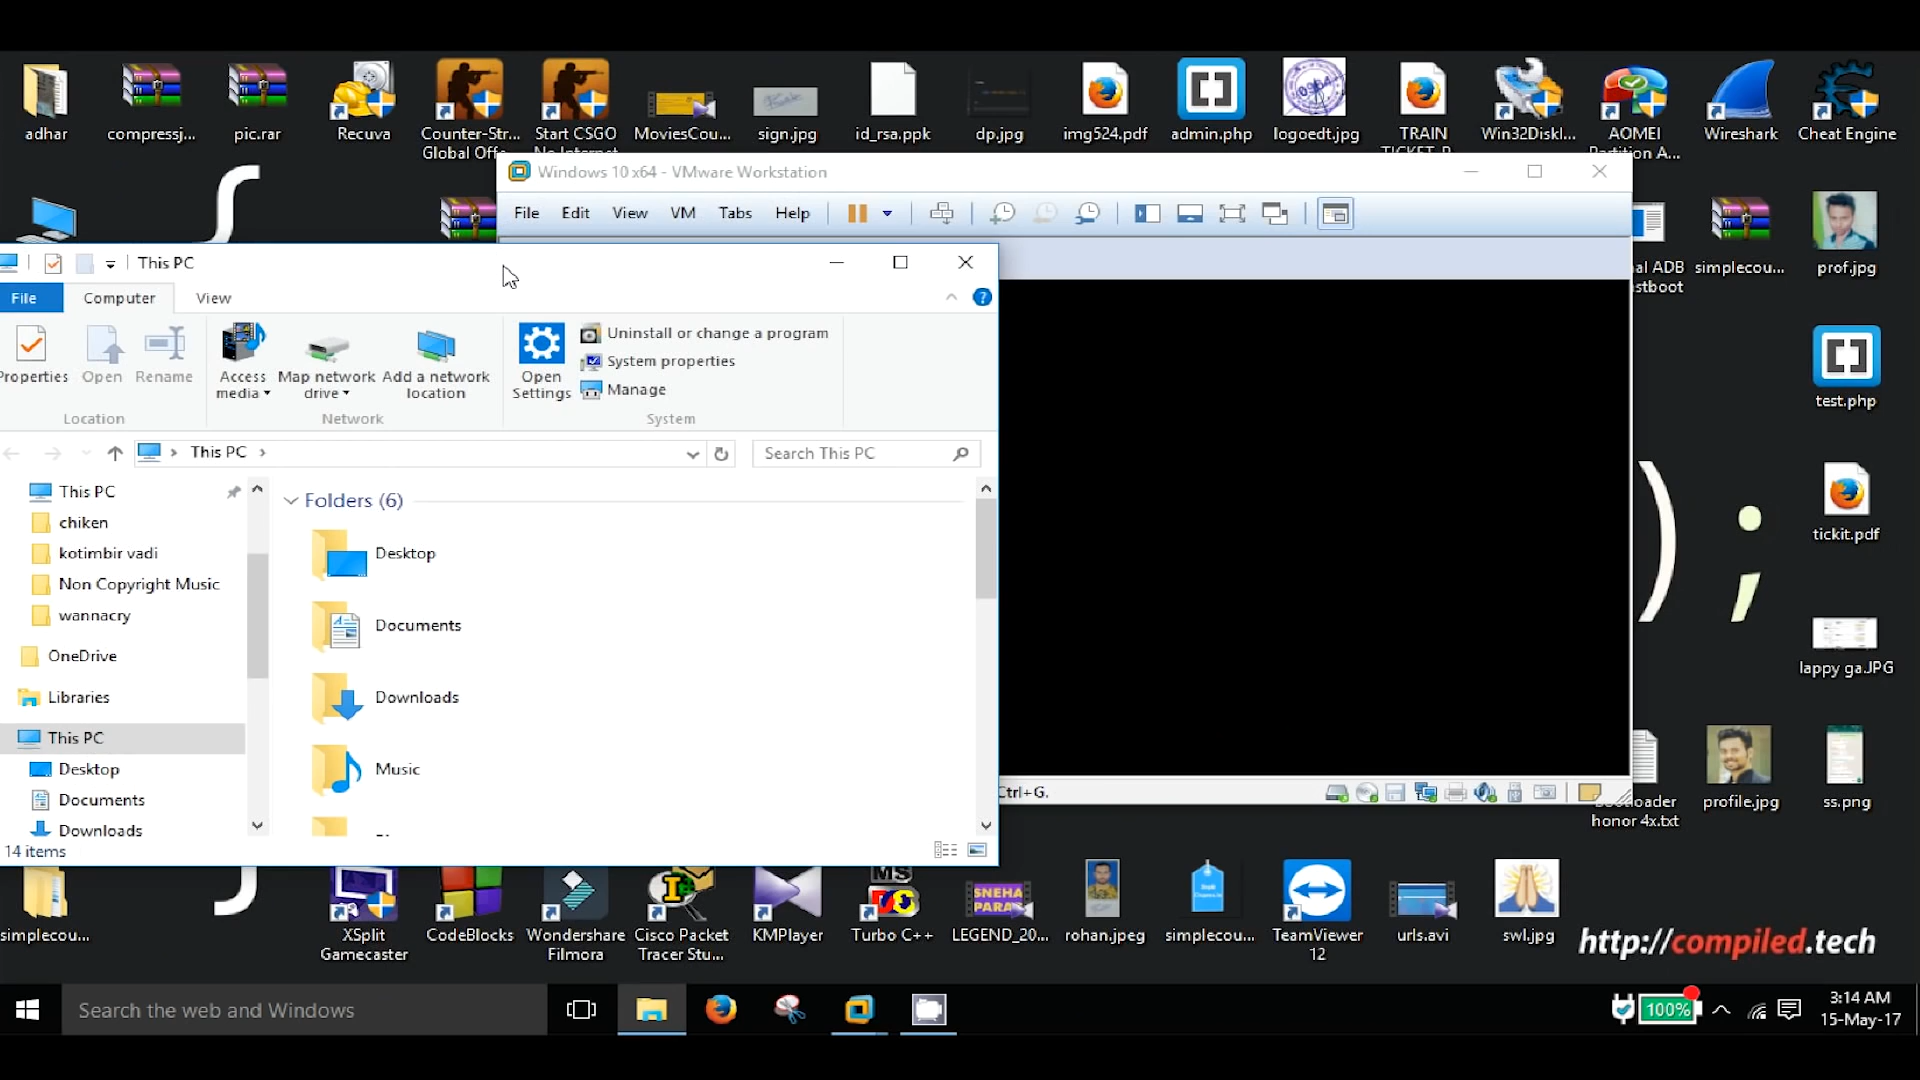 adhar
compressj...
pic.rar
Recuva
Counter-Str...
Global Offe...
Start CSGO
No Internet
MoviesCou...
sign.jpg
id_rsa.ppk
dp.jpg
img524.pdf
admin.php
logoedt.jpg
TRAIN
Win32DiskI...
AOMEI
Partition A...
Wireshark
Cheat Engine
Windows 10 x64 - VMware Workstation
File Edit View VM Tabs Help
al ADB
stboot
simplecou...
prof.jpg
This PC
File Computer View
Properties
Open
Rename
Location
Access
media
Map network
drive
Add a network
location
Network
Open
Settings
Uninstall or change a program
System properties
Manage
System
This PC
Search This PC
This PC
chiken
kotimbir vadi
Non Copyright Music
wannacry
OneDrive
Libraries
This PC
Desktop
Documents
Downloads
Folders (6)
Desktop
Documents
Downloads
Music
14 items
Ctrl+G.
) ;
test.php
tickit.pdf
lappy ga.JPG
honor 4x.txt
profile.jpg
ss.png
simplecou...
XSplit
Gamecaster
CodeBlocks
Wondershare
Filmora
Cisco Packet
Tracer Stu...
KMPlayer
Turbo C++
SNEHA
PARA
LEGEND_20...
rohan.jpeg
simplecou...
TeamViewer
12
urls.avi
swl.jpg
http://compiled.tech
Search the web and Windows
100%
3:14 AM
15-May-17